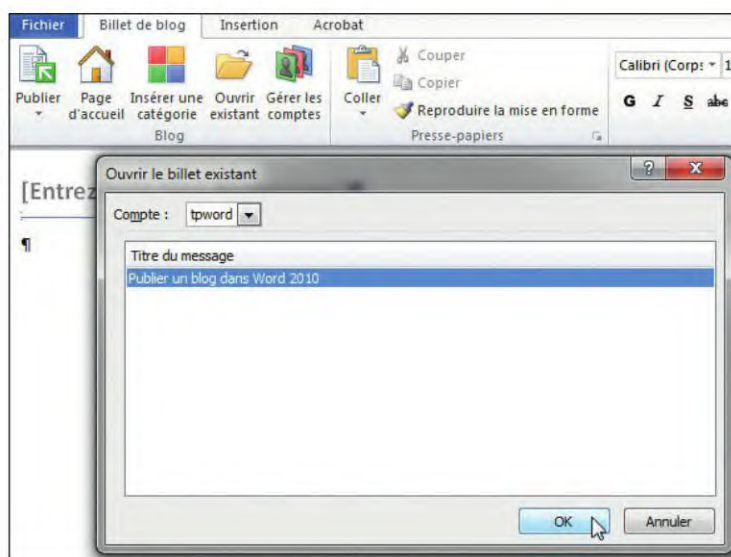 Fichier Billet de blog Insertion Acrobat
Publier Page d'accueil Insérer une catégorie Ouvrir existant Gérer les comptes
Blog
Coller
Couper
Copier
Reproduire la mise en forme
Presse-papiers
Calibri (Corps 1
G I S abc
[Entrez
¶
Ouvrir le billet existant
Compte : tpword
Titre du message
Publier un blog dans Word 2010
OK Annuler